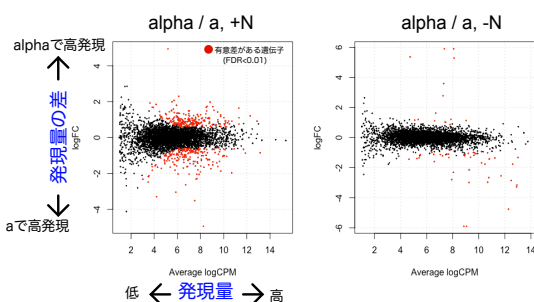 alpha / a, +N
alpha / a, -N
alphaで高発現
有意差がある遺伝子
(FDR<0.01)
発現量の差
logFC
4
2
0
-2
-4
aで高発現
2
4
6
8
10
12
14
Average logCPM
低 発現量 高
logFC
6
4
2
0
-2
-4
-6
2
4
6
8
10
12
14
Average logCPM